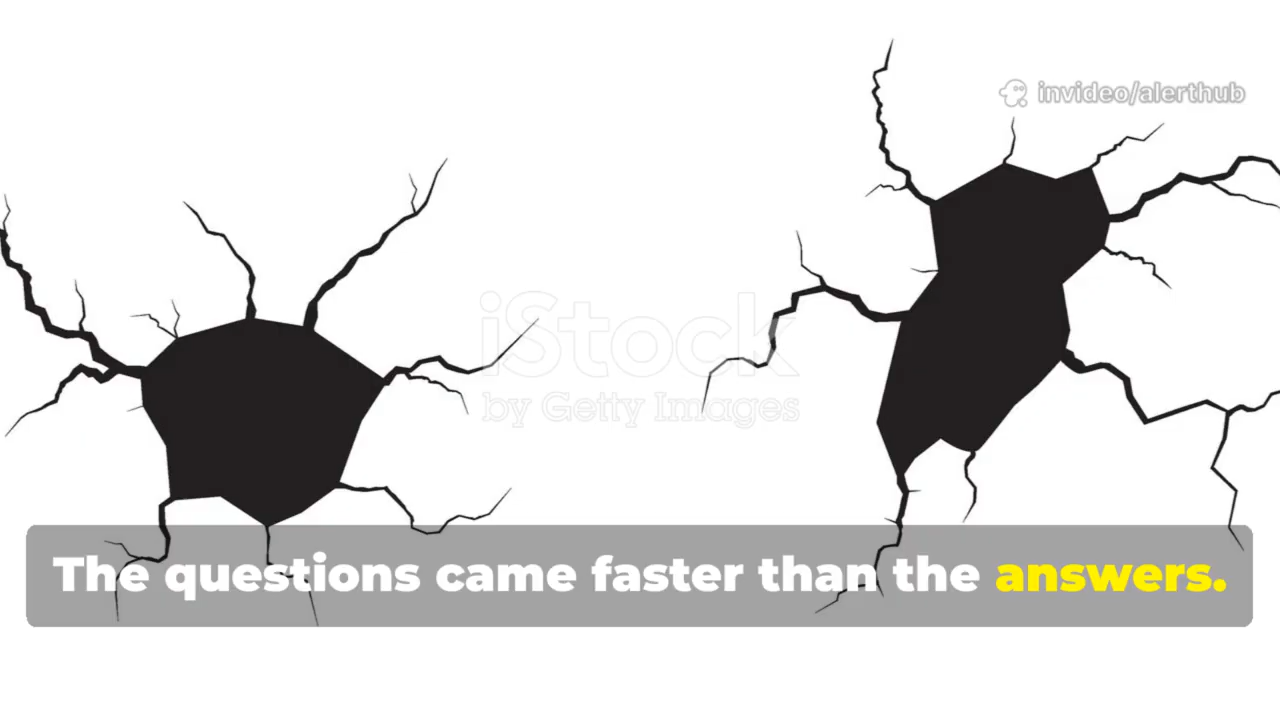 invideo/alerthub
iStock
by Getty Images
The questions came faster than the answers.